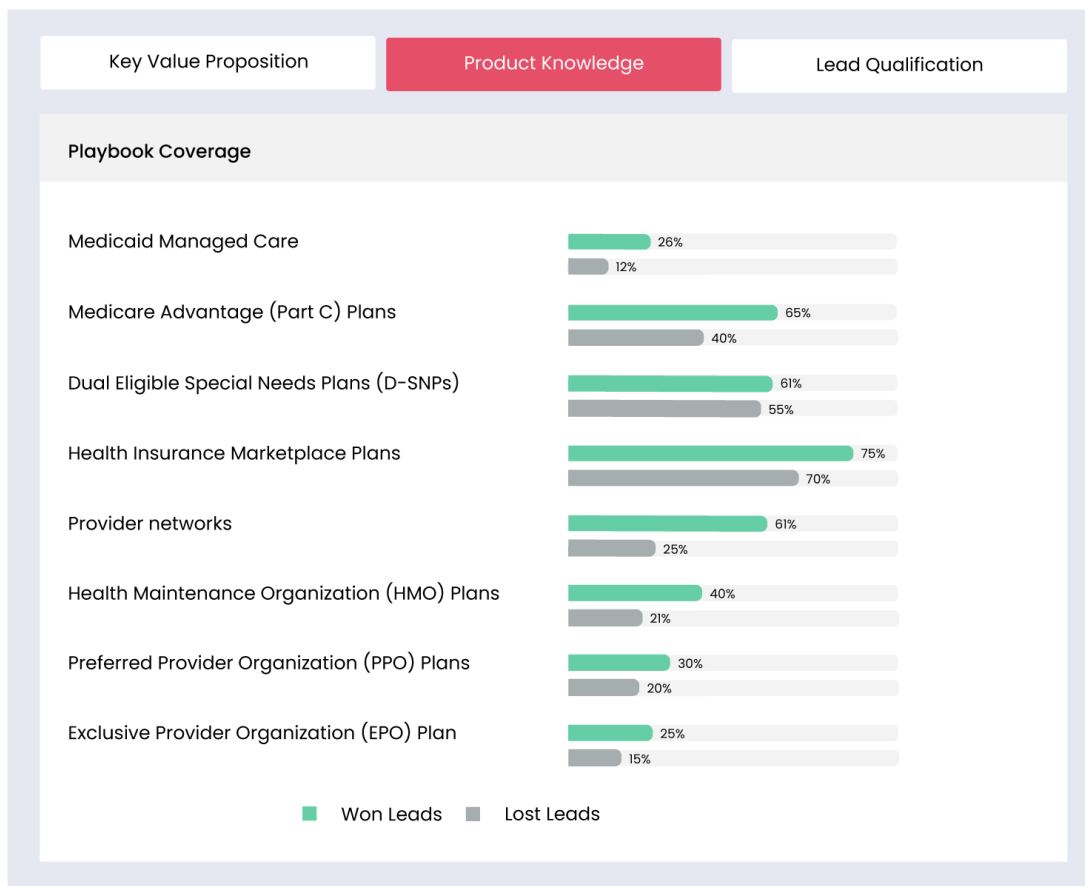 Key Value Proposition
Product Knowledge
Lead Qualification
Playbook Coverage
Medicaid Managed Care
26%
12%
Medicare Advantage (Part C) Plans
65%
40%
Dual Eligible Special Needs Plans (D-SNPs)
61%
55%
Health Insurance Marketplace Plans
75%
70%
Provider networks
61%
25%
Health Maintenance Organization (HMO) Plans
40%
21%
Preferred Provider Organization (PPO) Plans
30%
20%
Exclusive Provider Organization (EPO) Plan
25%
15%
Won Leads
Lost Leads